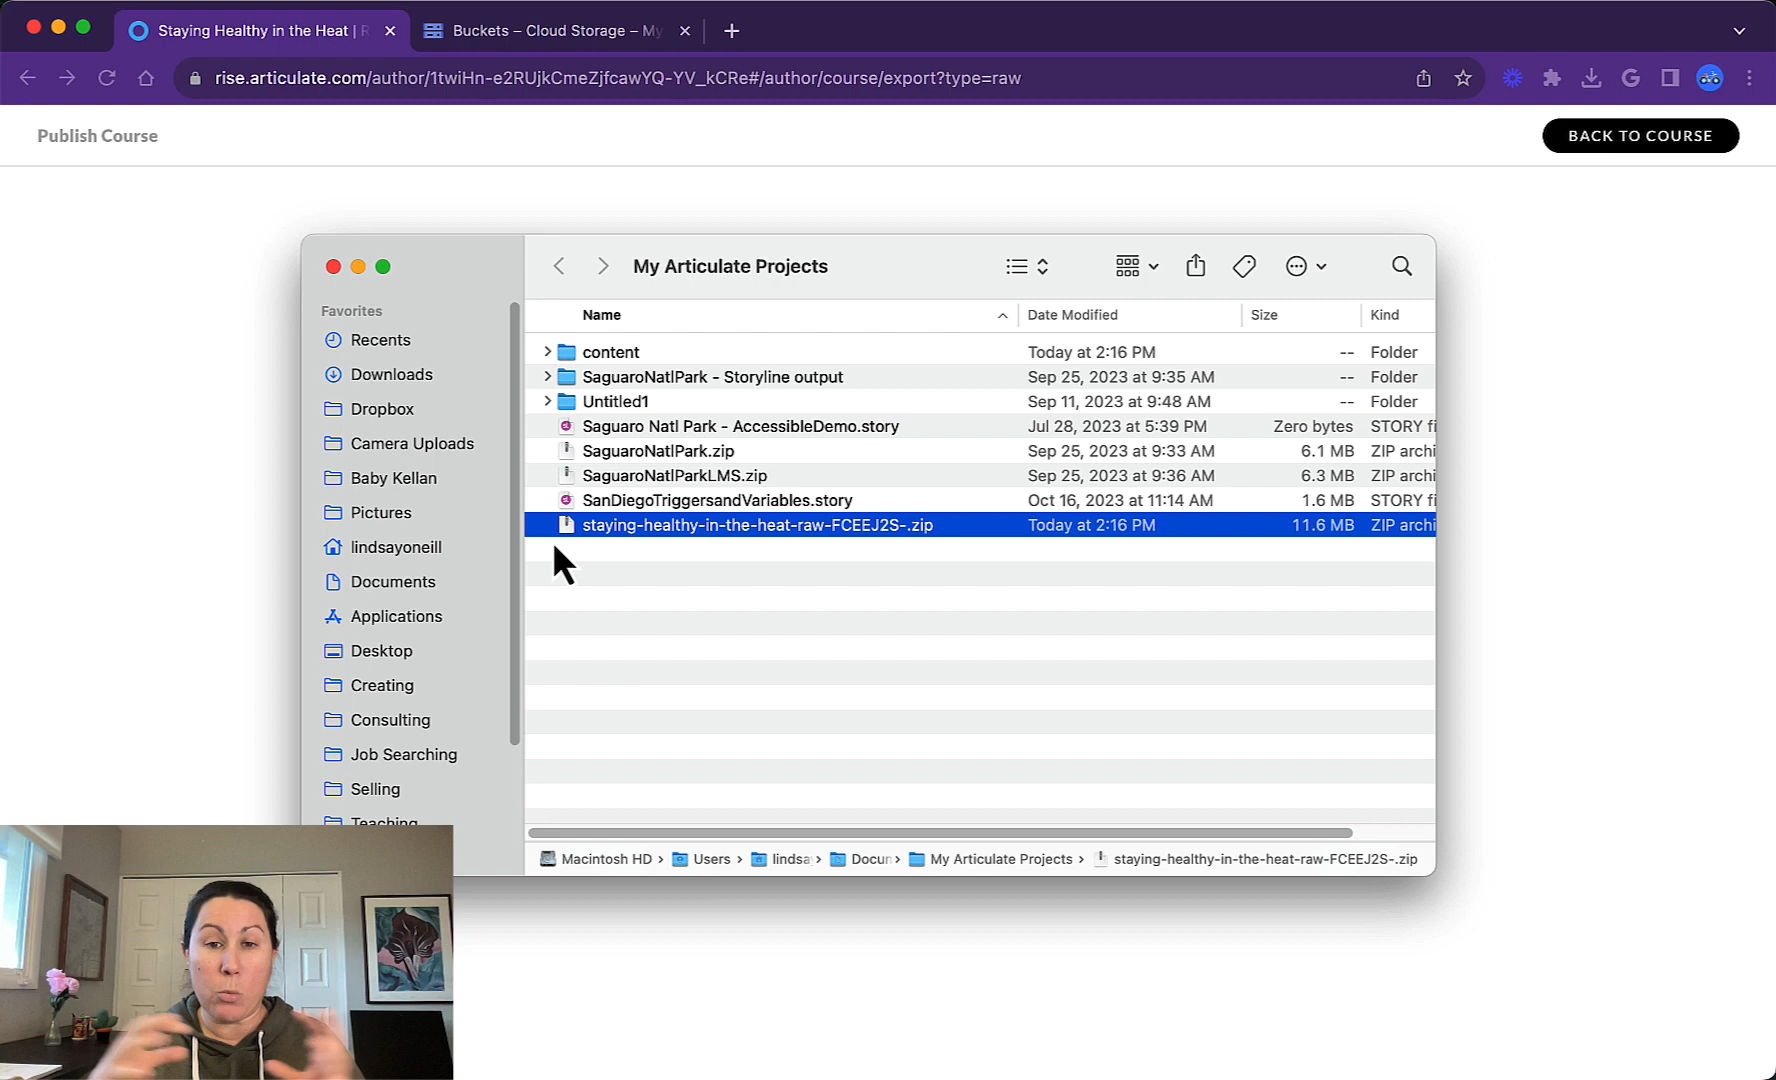 Staying Healthy in the Heat | R
Buckets – Cloud Storage – My
rise.articulate.com/author/1twiHn-e2RUjkCmeZjfcawYQ-YV_kCRe#/author/course/export?type=raw
Publish Course
BACK TO COURSE
My Articulate Projects
Favorites
Recents
Downloads
Dropbox
Camera Uploads
Baby Kellan
Pictures
lindsayoneill
Documents
Applications
Desktop
Creating
Consulting
Job Searching
Selling
Teaching
Name Date Modified Size Kind
content Today at 2:16 PM -- Folder
SaguaroNatlPark - Storyline output Sep 25, 2023 at 9:35 AM -- Folder
Untitled1 Sep 11, 2023 at 9:48 AM -- Folder
Saguaro Natl Park - AccessibleDemo.story Jul 28, 2023 at 5:39 PM Zero bytes STORY fi
SaguaroNatlPark.zip Sep 25, 2023 at 9:33 AM 6.1 MB ZIP archi
SaguaroNatlParkLMS.zip Sep 25, 2023 at 9:36 AM 6.3 MB ZIP archi
SanDiegoTriggersandVariables.story Oct 16, 2023 at 11:14 AM 1.6 MB STORY fi
staying-healthy-in-the-heat-raw-FCEEJ2S-.zip Today at 2:16 PM 11.6 MB ZIP archi
Macintosh HD › Users › lindsa › Docun › My Articulate Projects › staying-healthy-in-the-heat-raw-FCEEJ2S-.zip